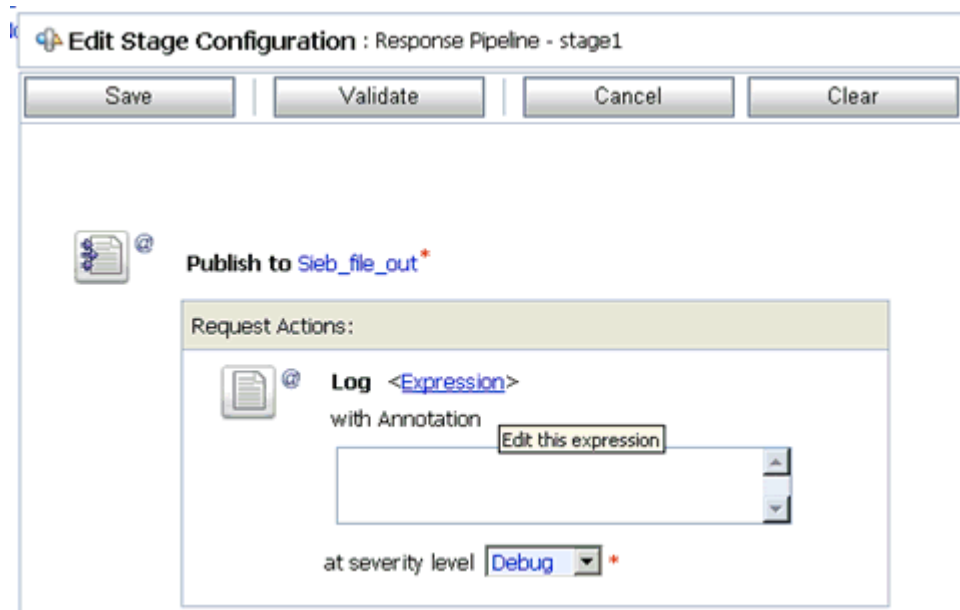 Edit Stage Configuration : Response Pipeline - stage1
Save Validate Cancel Clear
@
Publish to Sieb_file_out*
Request Actions:
@ Log <Expression>
with Annotation
Edit this expression
at severity level Debug *